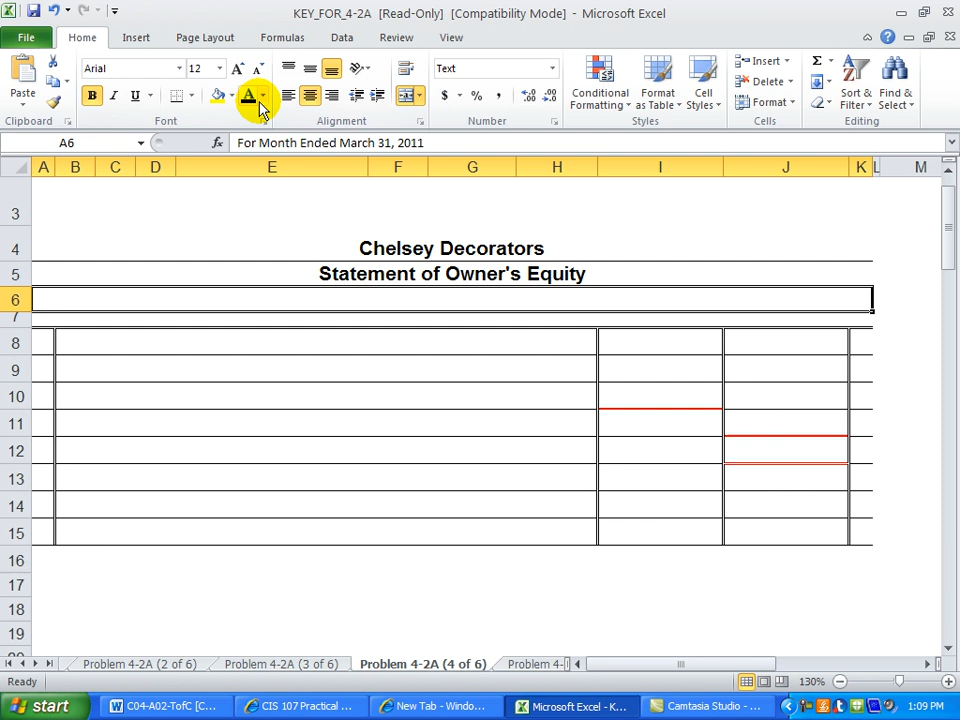 KEY_FOR_4-2A [Read-Only] [Compatibility Mode] - Microsoft Excel
File Home Insert Page Layout Formulas Data Review View
Paste
Arial 12
B I U A
Text
$ % ,
Conditional Formatting
Format as Table
Cell Styles
Insert
Delete
Format
Sort & Filter
Find & Select
Clipboard Font Alignment Number Styles Cells Editing
A6 fx For Month Ended March 31, 2011
A B C D E F G H I J K L M
3
4 Chelsey Decorators
5 Statement of Owner's Equity
6
7
8
9
10
11
12
13
14
15
16
17
18
19
Problem 4-2A (2 of 6) Problem 4-2A (3 of 6) Problem 4-2A (4 of 6) Problem 4-
Ready 130%
start C04-A02-TofC [C... CIS 107 Practical ... New Tab - Windo... Microsoft Excel - K... Camtasia Studio - ... 1:09 PM